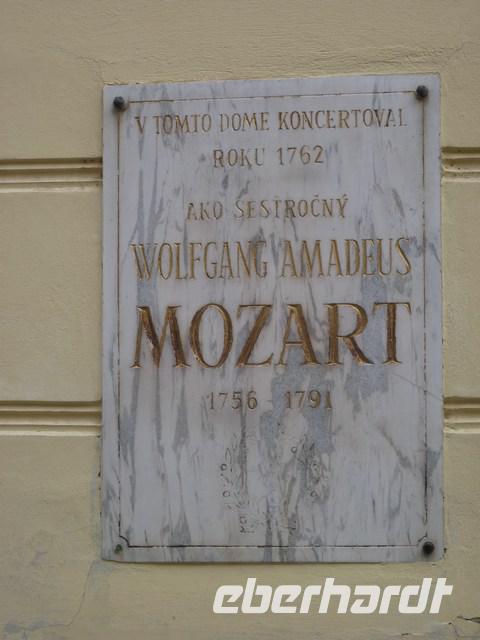 V TOMTO DOME KONCERTOVAL
ROKU 1762
AKO ŠESŤROČNÝ
WOLFGANG AMADEUS
MOZART
1756 - 1791
eberhardt